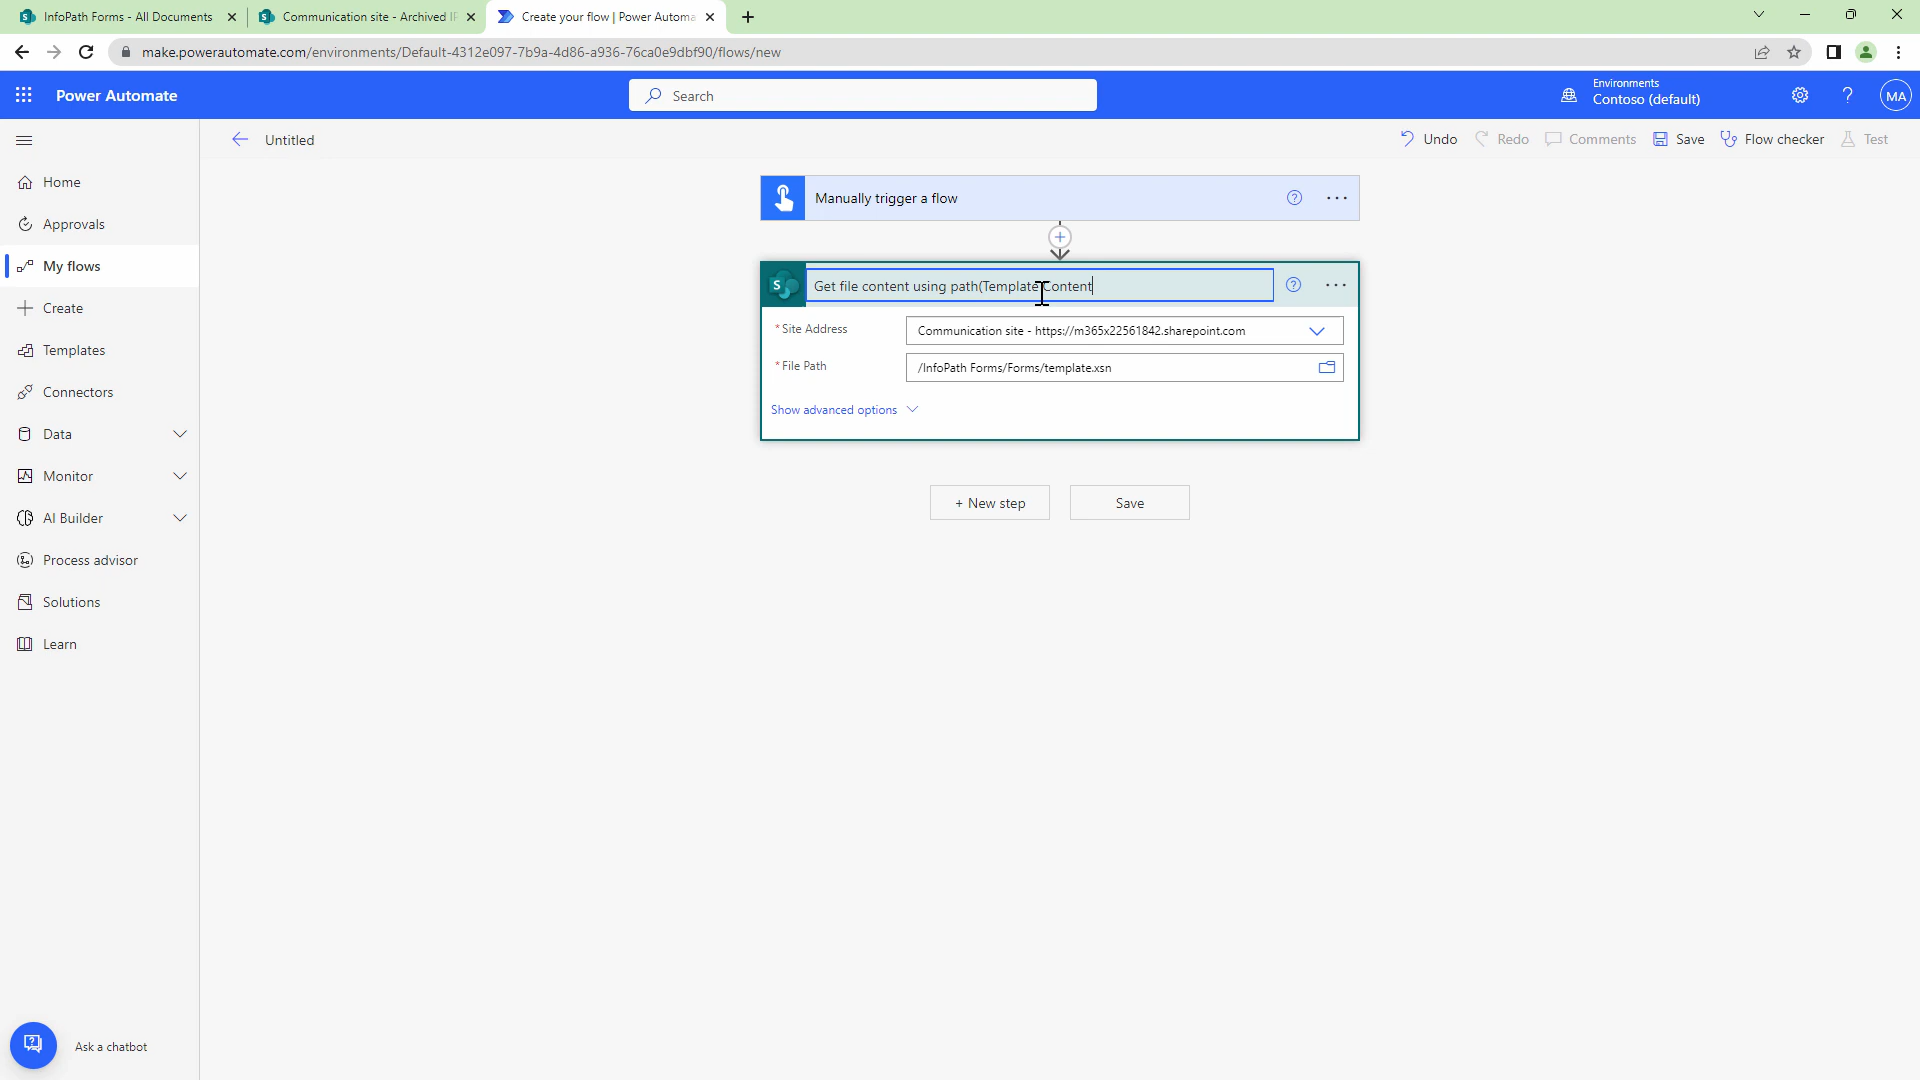 InfoPath Forms - All Documents
Communication site - Archived
Create your flow | Power Automa
make.powerautomate.com/environments/Default-4312e097-7b9a-4d86-a936-76ca0e9dbf90/flows/new
Power Automate
Search
Environments
Contoso (default)
MA
Untitled
Undo
Redo
Comments
Save
Flow checker
Test
Home
Approvals
My flows
Create
Templates
Connectors
Data
Monitor
AI Builder
Process advisor
Solutions
Learn
Manually trigger a flow
Get file content using path(Template Content
* Site Address
Communication site - https://m365x22561842.sharepoint.com
* File Path
/InfoPath Forms/Forms/template.xsn
Show advanced options
+ New step
Save
Ask a chatbot